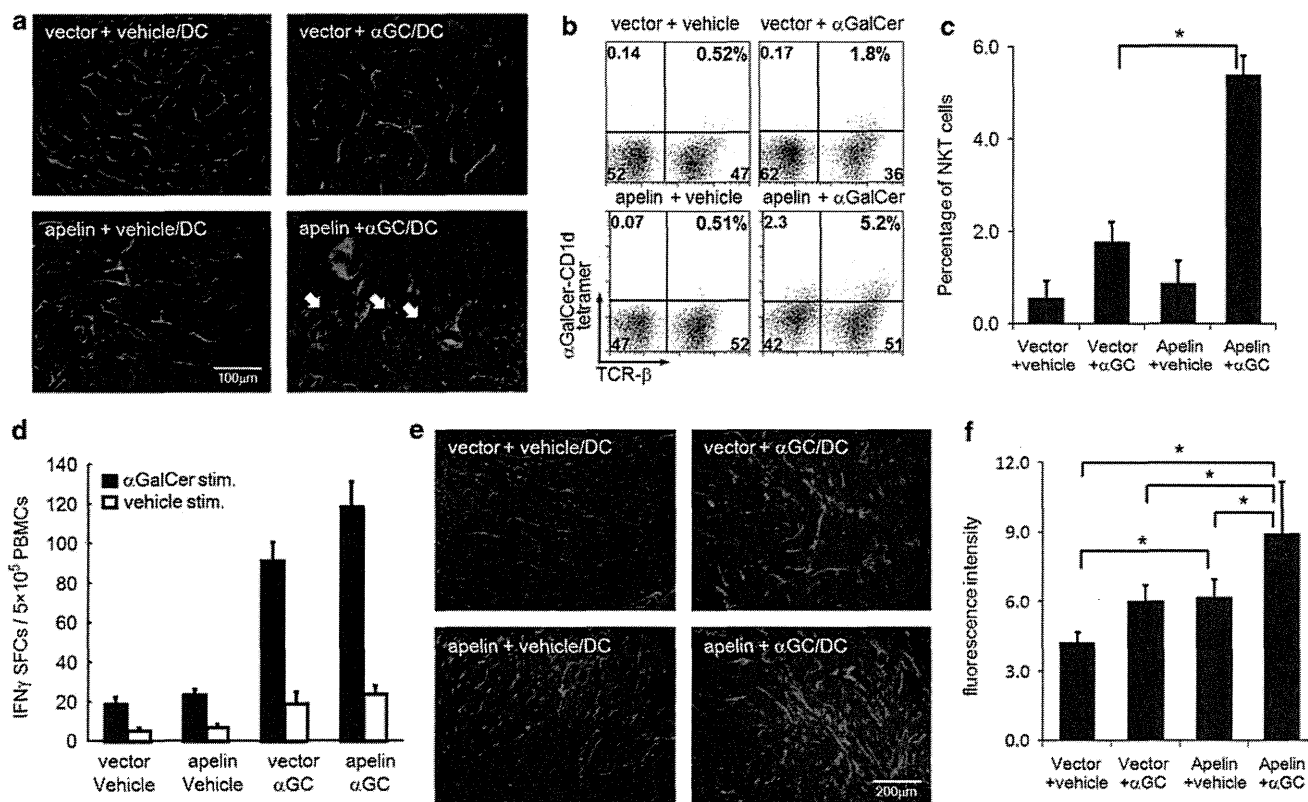 a
vector + vehicle/DC
vector + αGC/DC
apelin + vehicle/DC
apelin +αGC/DC
100μm
b
vector + vehicle
vector + αGalCer
0.14
0.52%
0.17
1.8%
52
47
62
36
apelin + vehicle
apelin + αGalCer
0.07
0.51%
2.3
5.2%
47
52
42
51
αGalCer-CD1d
tetramer
TCR-β
c
*
6.0
4.0
2.0
0.0
Percentage of NKT cells
Vector
+vehicle
Vector
+αGC
Apelin
+vehicle
Apelin
+αGC
d
140
120
100
80
60
40
20
0
IFNγ SFCs / 5×10⁵ PBMCs
αGalCer stim.
vehicle stim.
vector
Vehicle
apelin
Vehicle
vector
αGC
apelin
αGC
e
vector + vehicle/DC
vector + αGC/DC
apelin + vehicle/DC
apelin + αGC/DC
200μm
f
12.0
9.0
6.0
3.0
0.0
fluorescence intensity
*
*
*
*
Vector
+vehicle
Vector
+αGC
Apelin
+vehicle
Apelin
+αGC